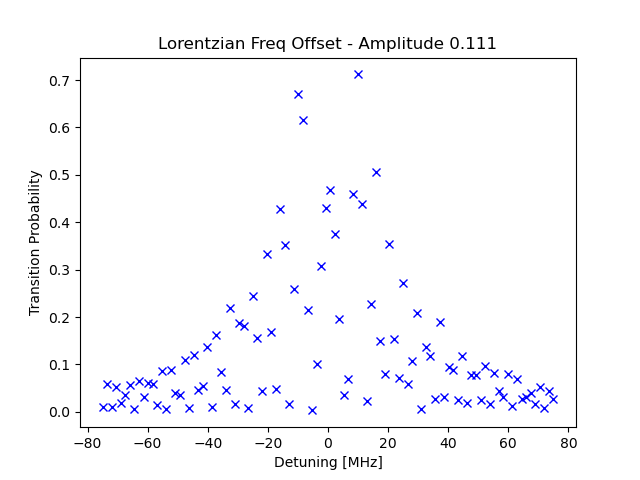 Lorentzian Freq Offset - Amplitude 0.111
Transition Probability
0.7
0.6
0.5
0.4
0.3
0.2
0.1
0.0
−80 −60 −40 −20 0 20 40 60 80
Detuning [MHz]